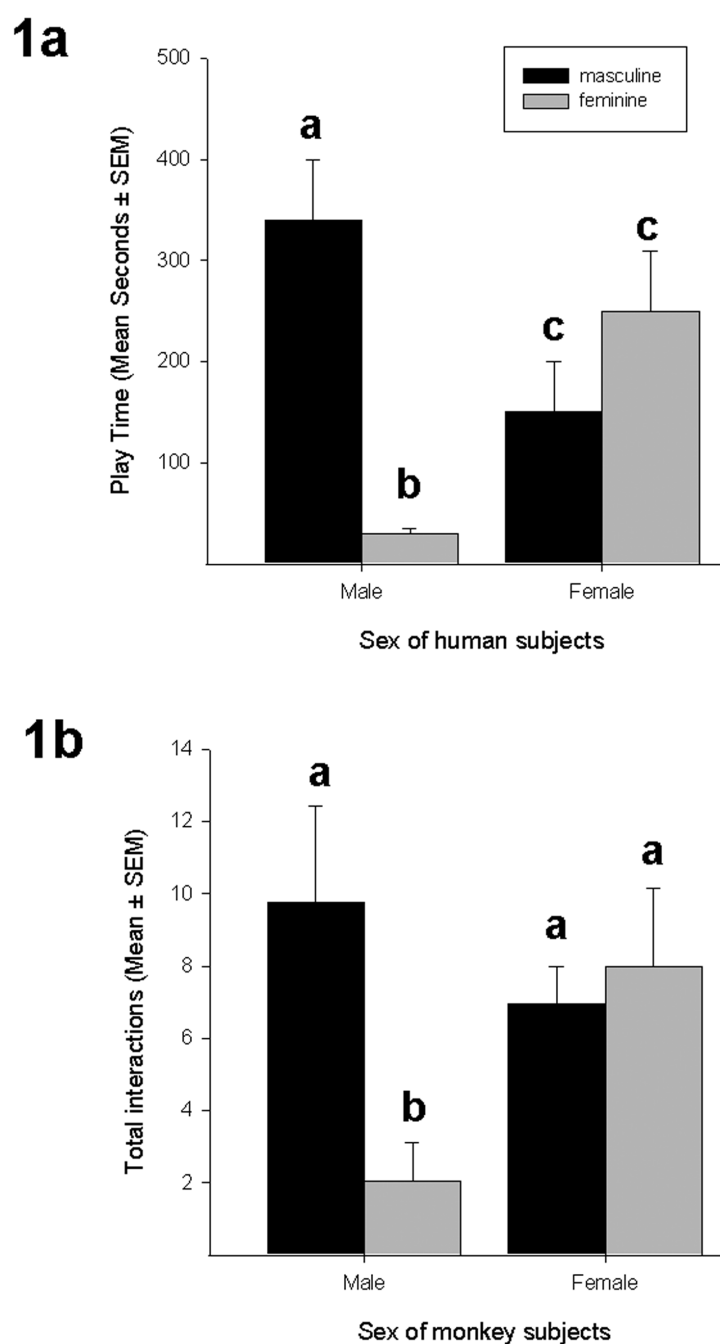 1a
500
400
300
200
100
Play Time (Mean Seconds ± SEM)
masculine
feminine
a
b
c
c
Male
Female
Sex of human subjects
1b
14
12
10
8
6
4
2
Total interactions (Mean ± SEM)
a
b
a
a
Male
Female
Sex of monkey subjects